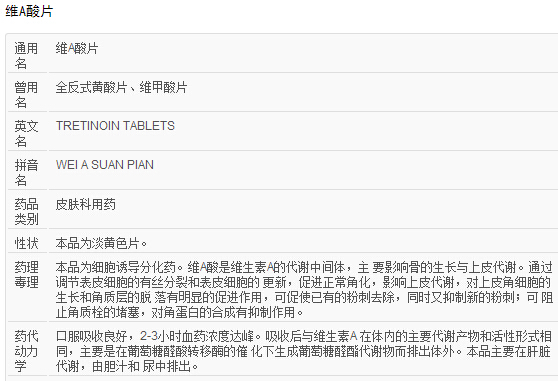 维A酸片
通用名
维A酸片
曾用名
全反式黄酸片、维甲酸片
英文名
TRETINOIN TABLETS
拼音名
WEI A SUAN PIAN
药品类别
皮肤科用药
性状
本品为淡黄色片。
药理毒理
本品为细胞诱导分化药。维A酸是维生素A的代谢中间体，主 要影响骨的生长与上皮代谢。通过
调节表皮细胞的有丝分裂和表皮细胞的 更新，促进正常角化，影响上皮代谢，对上皮角细胞的
生长和角质层的脱 落有明显的促进作用，可促使已有的粉刺去除，同时又抑制新的粉刺；可 阻
止角质栓的堵塞，对角蛋白的合成有抑制作用。
药代动力学
口服吸收良好，2-3小时血药浓度达峰。吸收后与维生素A 在体内的主要代谢产物和活性形式相
同，主要是在葡萄糖醛酸转移酶的催 化下生成葡萄糖醛酯代谢物而排出体外。本品主要在肝脏
代谢，由胆汁和 尿中排出。